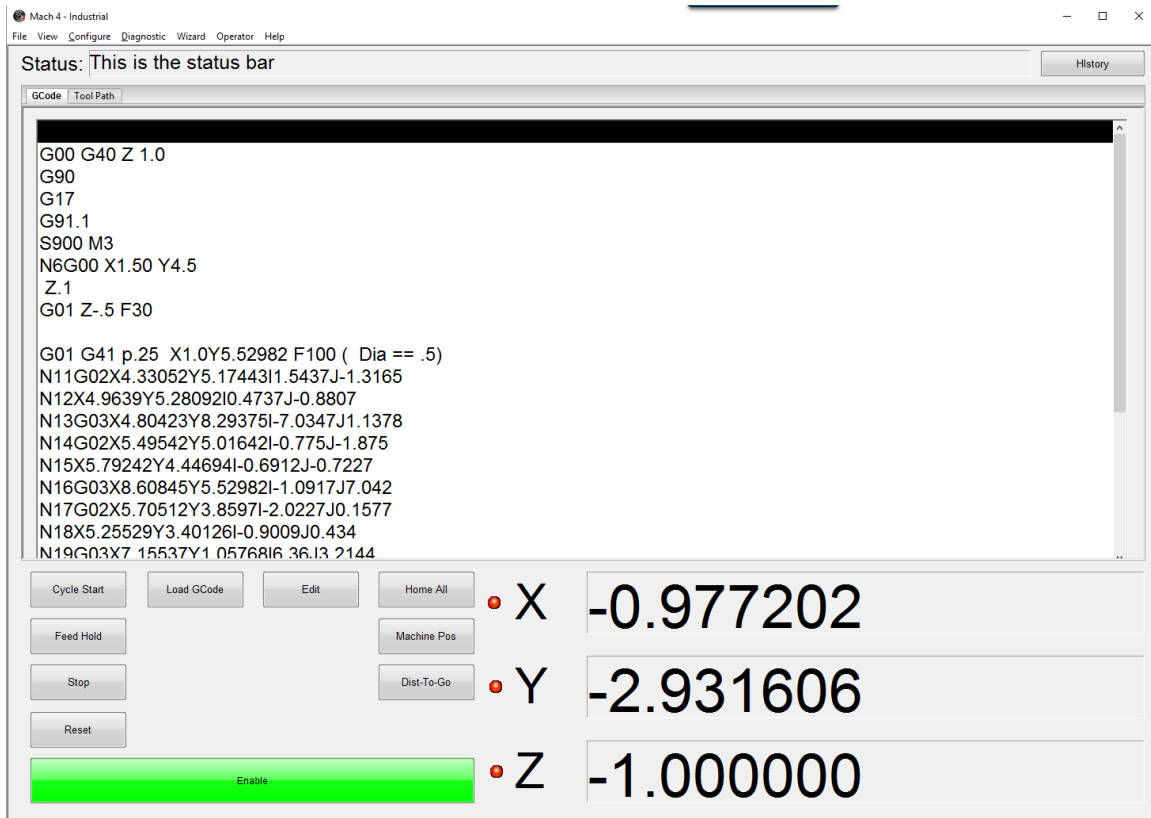 Mach 4 - Industrial
File View Configure Diagnostic Wizard Operator Help
Status: This is the status bar HIstory
GCode Tool Path
G00 G40 Z 1.0
G90
G17
G91.1
S900 M3
N6G00 X1.50 Y4.5
Z.1
G01 Z-.5 F30
G01 G41 p.25 X1.0Y5.52982 F100 ( Dia == .5)
N11G02X4.33052Y5.17443I1.5437J-1.3165
N12X4.9639Y5.28092I0.4737J-0.8807
N13G03X4.80423Y8.29375I-7.0347J1.1378
N14G02X5.49542Y5.01642I-0.775J-1.875
N15X5.79242Y4.44694I-0.6912J-0.7227
N16G03X8.60845Y5.52982I-1.0917J7.042
N17G02X5.70512Y3.8597I-2.0227J0.1577
N18X5.25529Y3.40126I-0.9009J0.434
N19G03X7.15537Y1.05768I6.36J3.2144
Cycle Start Load GCode Edit Home All X -0.977202
Feed Hold Machine Pos
Stop Dist-To-Go Y -2.931606
Reset
Enable Z -1.000000